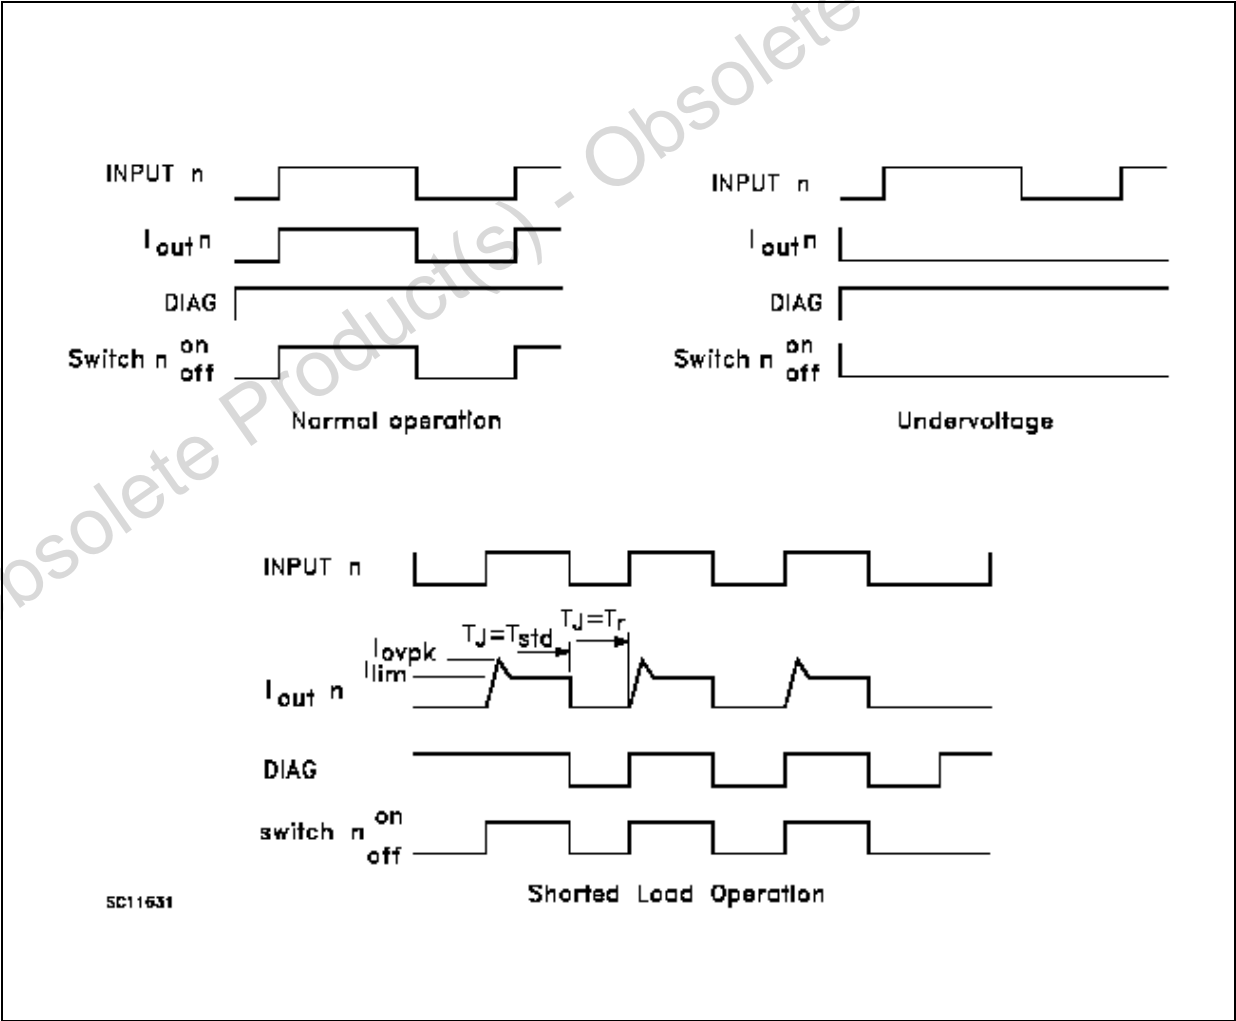 Obsolete Product(s) - Obsolete
INPUT n
I out n
DIAG
Switch n on off
Normal operation
INPUT n
I out n
DIAG
Switch n on off
Undervoltage
INPUT n
TJ=Tstd
TJ=Tr
Iovpk
Ilim
I out n
DIAG
switch n on off
Shorted Load Operation
SC11631